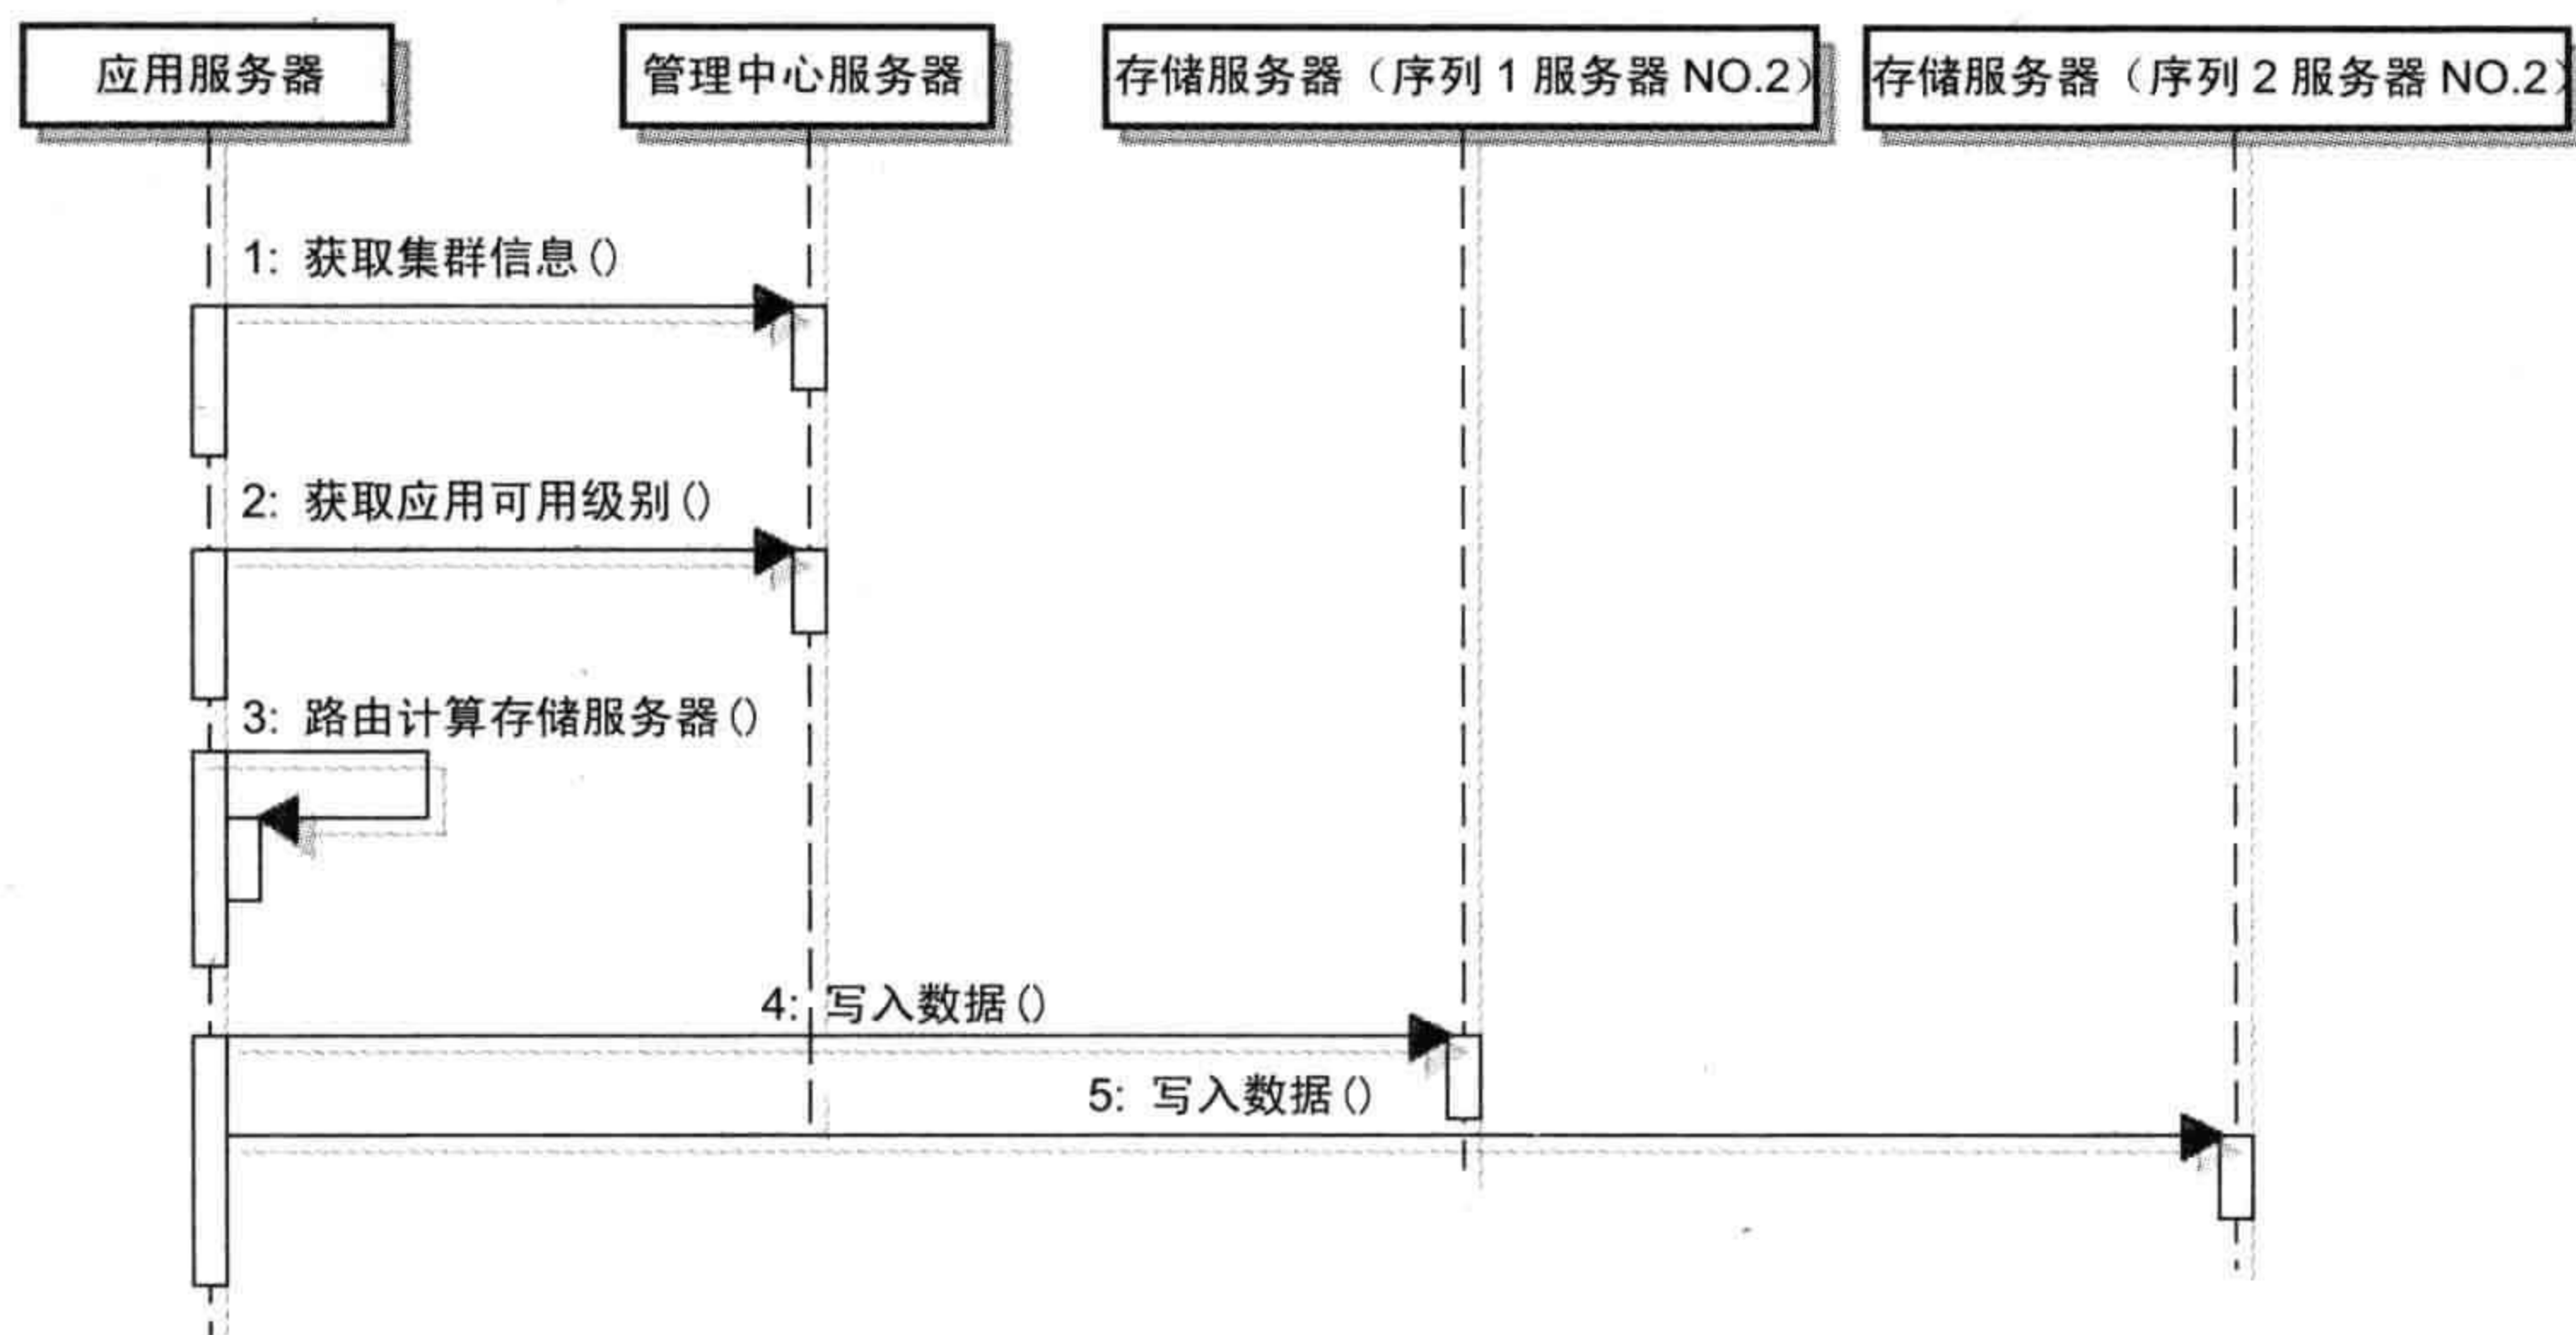 应用服务器
管理中心服务器
存储服务器（序列 1 服务器 NO.2）
存储服务器（序列 2 服务器 NO.2）
1: 获取集群信息()
2: 获取应用可用级别()
3: 路由计算存储服务器()
4: 写入数据()
5: 写入数据()